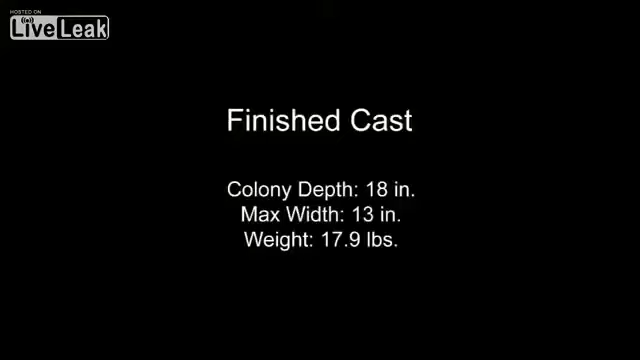 HOSTED ON
LiveLeak
Finished Cast
Colony Depth: 18 in.
Max Width: 13 in.
Weight: 17.9 lbs.